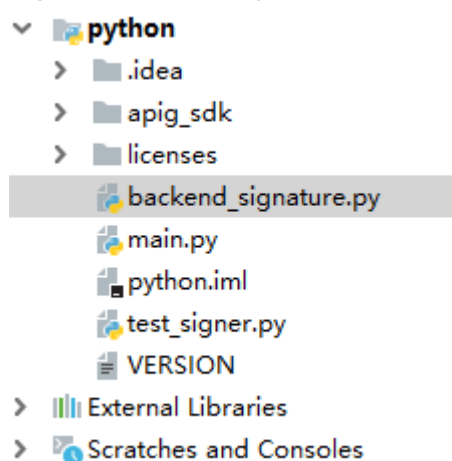 python
.idea
apig_sdk
licenses
backend_signature.py
main.py
python.iml
test_signer.py
VERSION
External Libraries
Scratches and Consoles